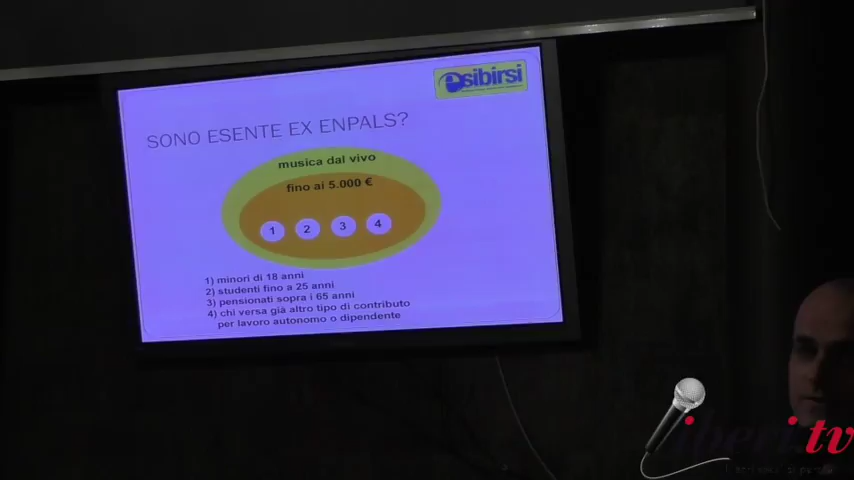 esibirsi
SONO ESENTE EX ENPALS?
musica dal vivo
fino ai 5.000 €
1 2 3 4
1) minori di 18 anni
2) studenti fino a 25 anni
3) pensionati sopra i 65 anni
4) chi versa già altro tipo di contributo
per lavoro autonomo o dipendente
liberi.tv